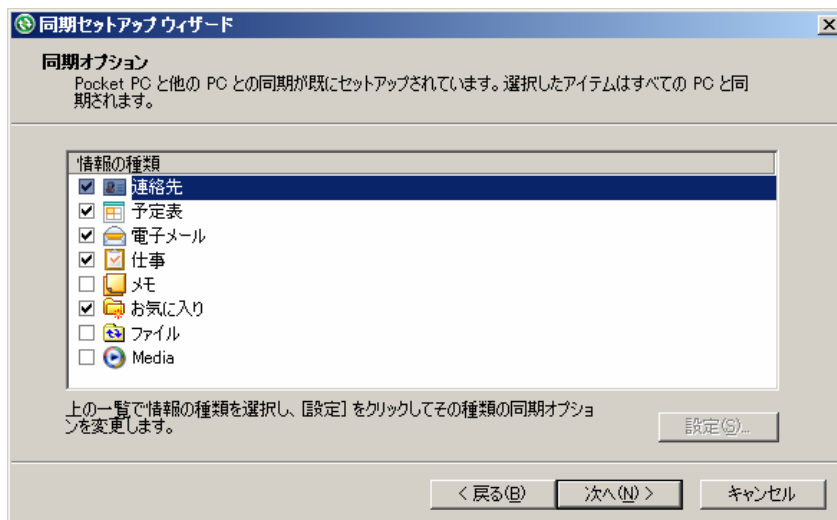 同期セットアップ ウィザード
同期オプション
Pocket PC と他の PC との同期が既にセットアップされています。選択したアイテムはすべての PC と同
期されます。
情報の種類
連絡先
予定表
電子メール
仕事
メモ
お気に入り
ファイル
Media
上の一覧で情報の種類を選択し、[設定] をクリックしてその種類の同期オプショ
ンを変更します。
設定(S)...
< 戻る(B)
次へ(N) >
キャンセル